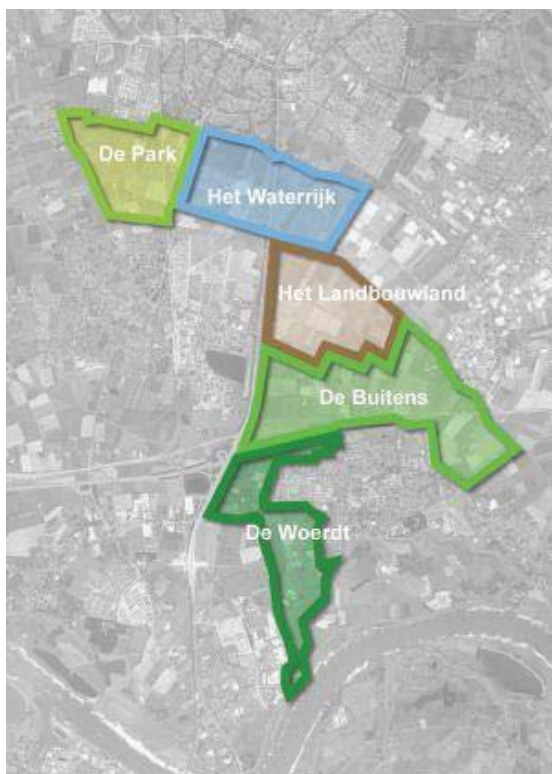 De Park
Het Waterrijk
Het Landbouwland
De Buitens
De Woerdt